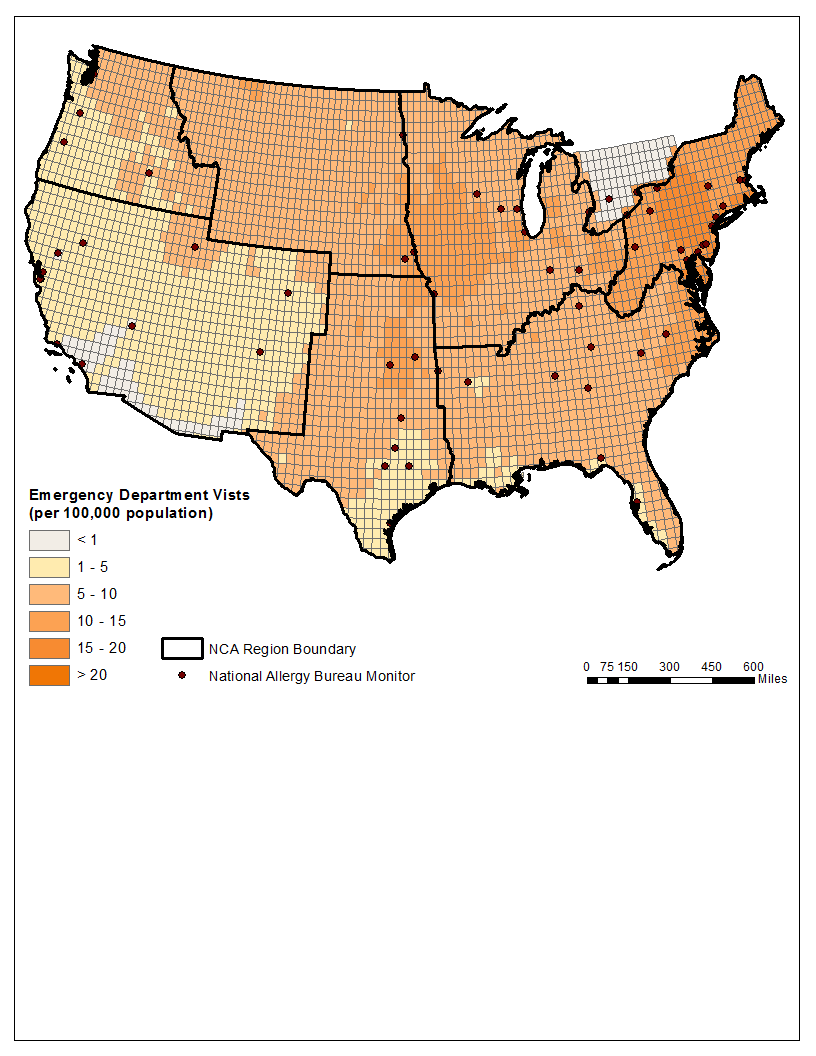 Emergency Department Vists
(per 100,000 population)
< 1
1 - 5
5 - 10
10 - 15
15 - 20
> 20
NCA Region Boundary
National Allergy Bureau Monitor
0 75 150 300 450 600
Miles